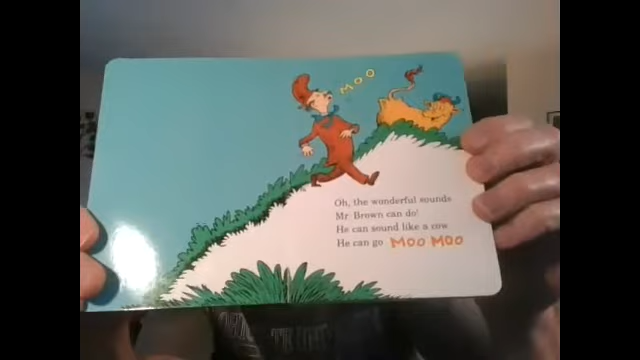 MOO
Oh, the wonderful sounds
Mr. Brown can do!
He can sound like a cow
He can go MOO MOO